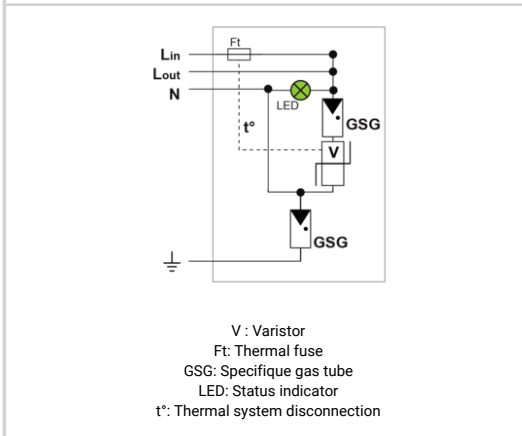 Ft
Lin
Lout
N
LED
GSG
t°
V
GSG
V : Varistor
Ft: Thermal fuse
GSG: Specifique gas tube
LED: Status indicator
t°: Thermal system disconnection